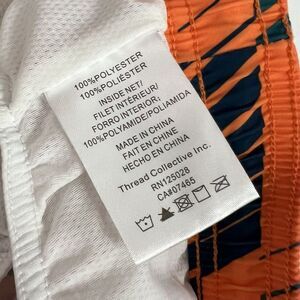 100%POLYESTER
100%POLIÉSTER
INSIDE NET/
FILET INTÉRIEUR/
FORRO INTERIOR:
100%POLYAMIDE/POLIAMIDA
MADE IN CHINA
FAIT EN CHINE
HECHO EN CHINA
Thread Collective Inc.
RN125028
CA#07465